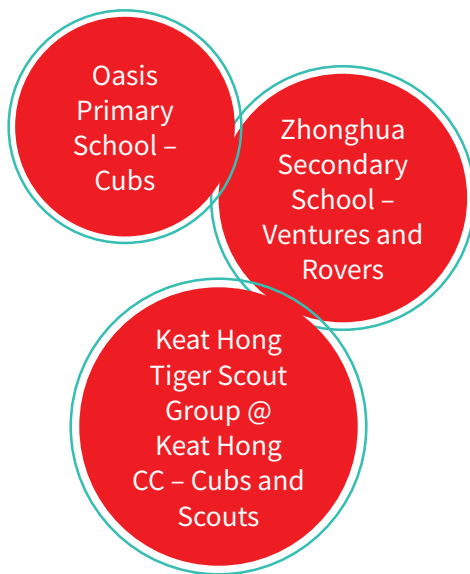 Oasis
Primary
School –
Cubs
Zhonghua
Secondary
School –
Ventures and
Rovers
Keat Hong
Tiger Scout
Group @
Keat Hong
CC – Cubs and
Scouts